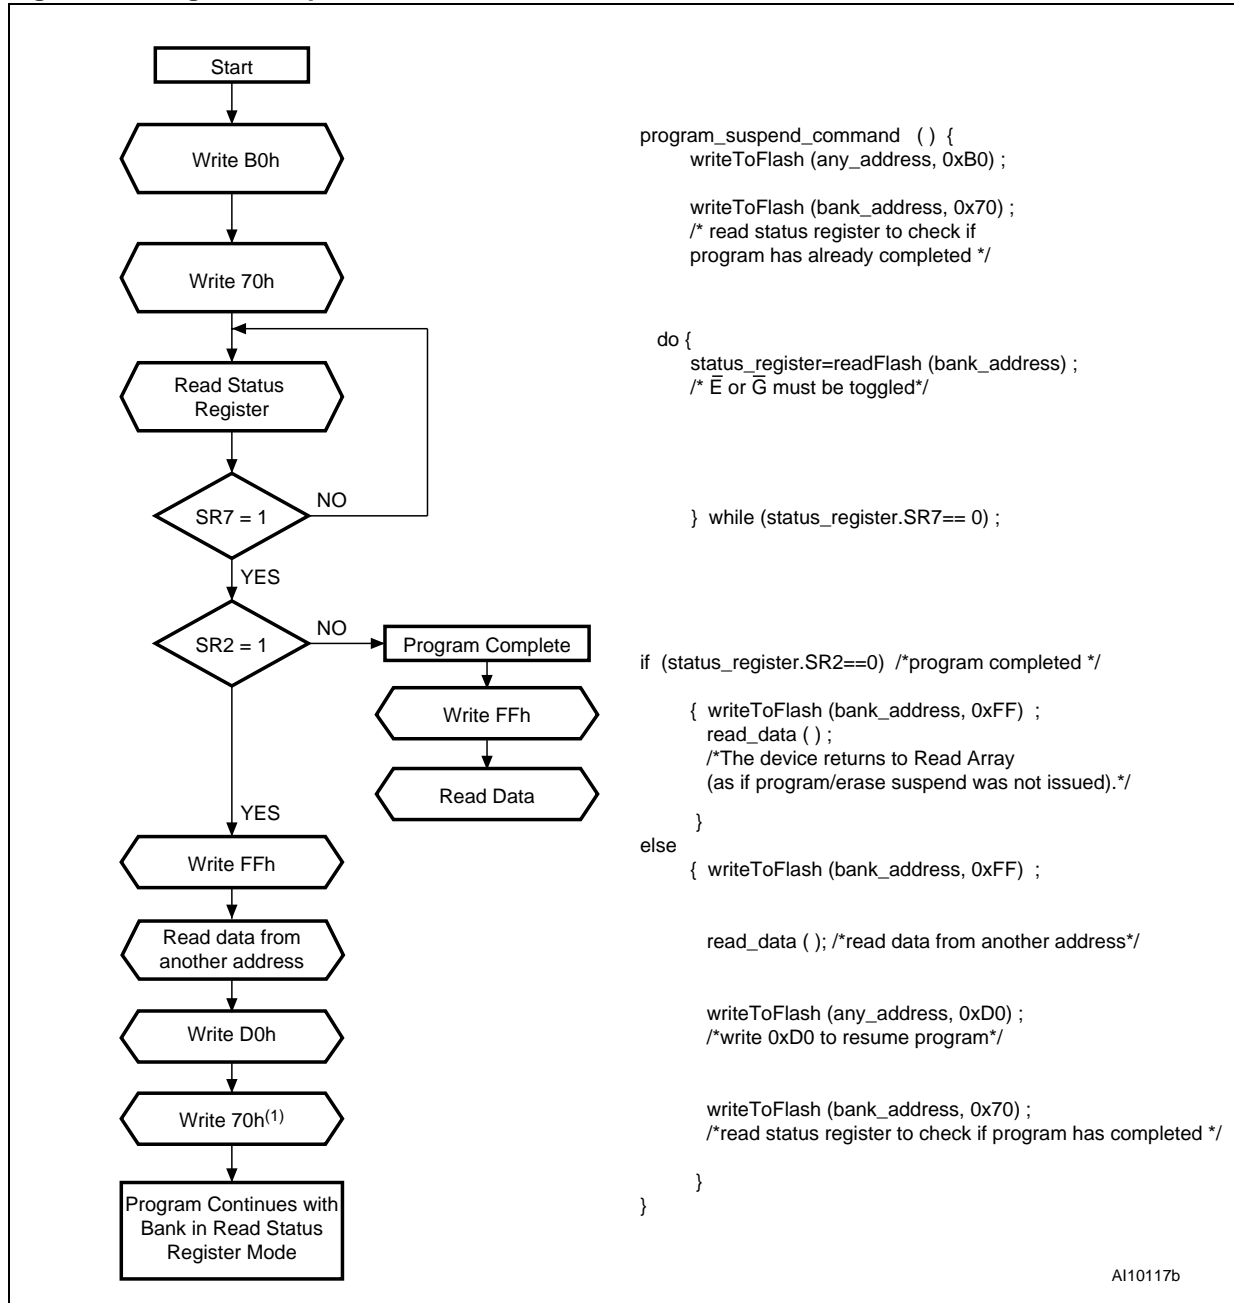 Start
Write B0h
Write 70h
Read Status
Register
SR7 = 1
NO
YES
SR2 = 1
NO
Program Complete
Write FFh
Read Data
YES
Write FFh
Read data from
another address
Write D0h
Write 70h(1)
Program Continues with
Bank in Read Status
Register Mode
program_suspend_command ( ) {
writeToFlash (any_address, 0xB0) ;
writeToFlash (bank_address, 0x70) ;
/* read status register to check if
program has already completed */
do {
status_register=readFlash (bank_address) ;
/* E̅ or G̅ must be toggled*/
} while (status_register.SR7== 0) ;
if (status_register.SR2==0) /*program completed */
{ writeToFlash (bank_address, 0xFF) ;
read_data ( ) ;
/*The device returns to Read Array
(as if program/erase suspend was not issued).*/
}
else
{ writeToFlash (bank_address, 0xFF) ;
read_data ( ); /*read data from another address*/
writeToFlash (any_address, 0xD0) ;
/*write 0xD0 to resume program*/
writeToFlash (bank_address, 0x70) ;
/*read status register to check if program has completed */
}
}
AI10117b